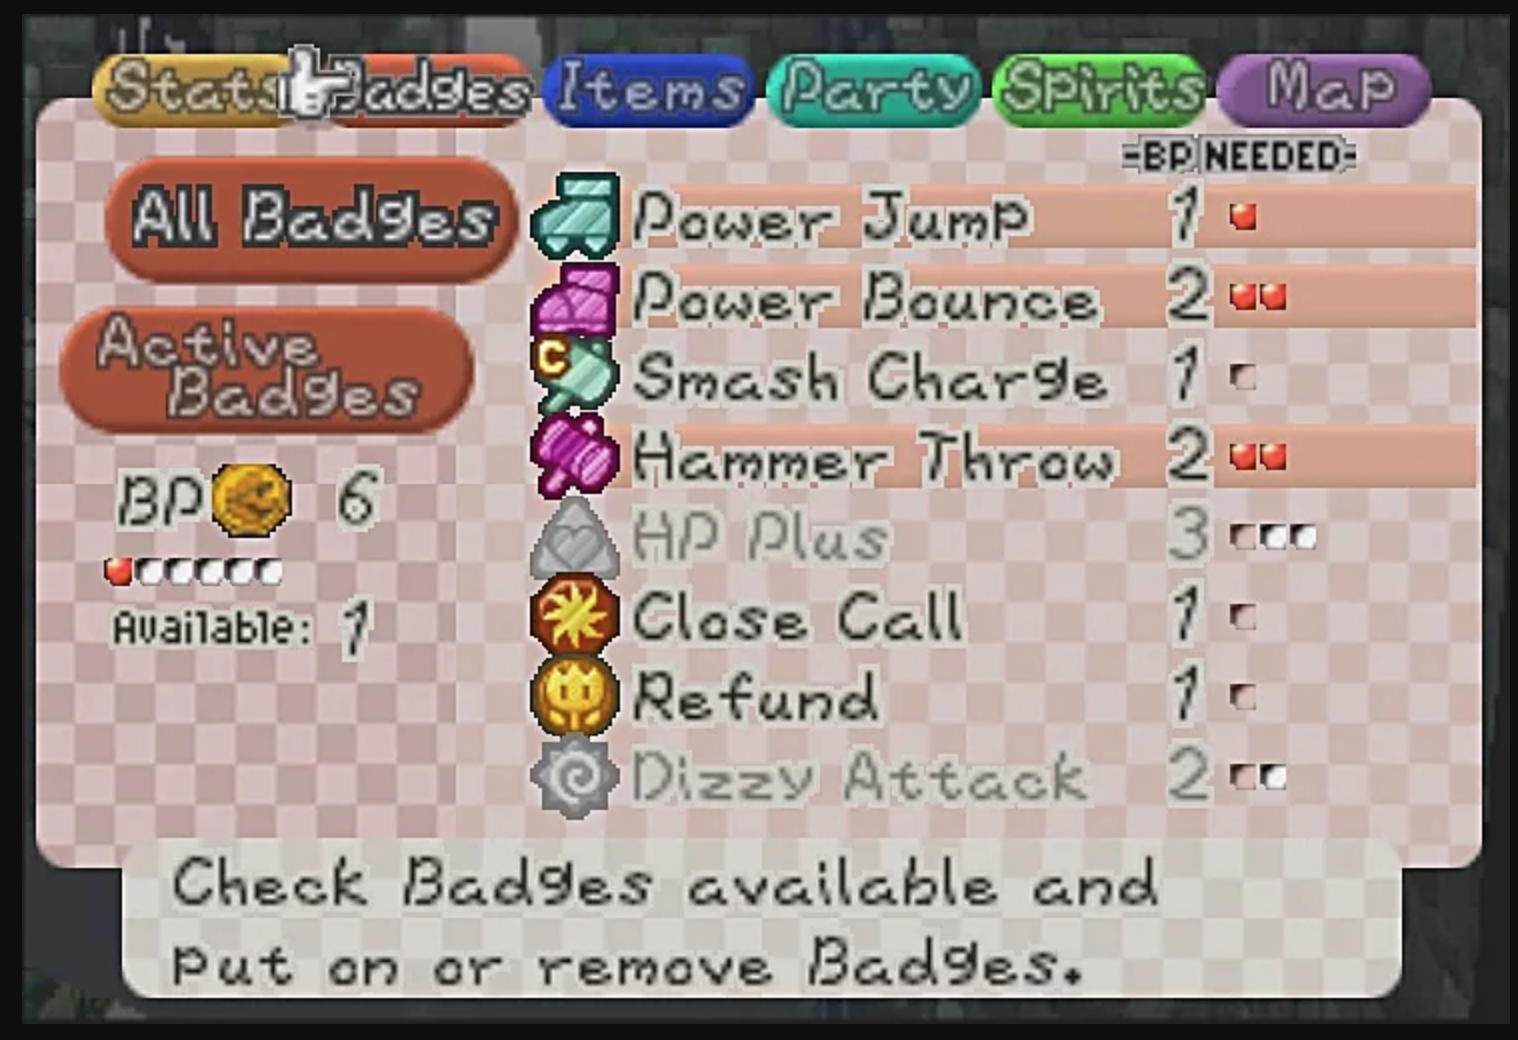 Stats Badges Items Party Spirits Map
-BP NEEDED-
All Badges
Active
Badges
BP 6
Available: 1
Power Jump 1
Power Bounce 2
Smash Charge 1
C
Hammer Throw 2
HP Plus 3
Close Call 1
Refund 1
Dizzy Attack 2
Check Badges available and
put on or remove Badges.